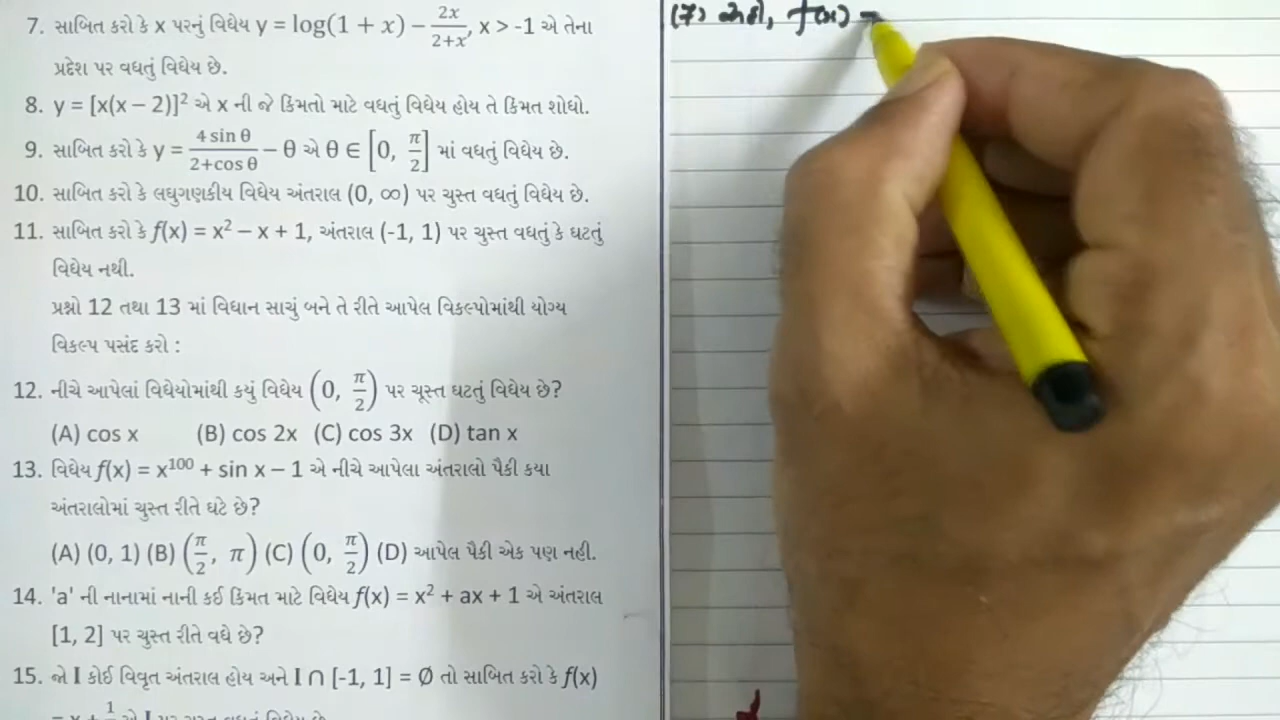 7. સાબિત કરો કે x પરનું વિધેય y = log(1 + x) − 2x/2+x, x > -1 એ તેના
પ્રદેશ પર વધતું વિધેય છે.
8. y = [x(x − 2)]² એ x ની જે કિંમતો માટે વધતું વિધેય હોય તે કિંમત શોધો.
9. સાબિત કરો કે y = 4 sin θ/2+cos θ − θ એ θ ∈ [0, π/2] માં વધતું વિધેય છે.
10. સાબિત કરો કે લઘુગણકીય વિધેય અંતરાલ (0, ∞) પર ચુસ્ત વધતું વિધેય છે.
11. સાબિત કરો કે f(x) = x² − x + 1, અંતરાલ (-1, 1) પર ચુસ્ત વધતું કે ઘટતું
વિધેય નથી.
પ્રશ્નો 12 તથા 13 માં વિધાન સાચું બને તે રીતે આપેલ વિકલ્પોમાંથી યોગ્ય
વિકલ્પ પસંદ કરો :
12. નીચે આપેલાં વિધેયોમાંથી કયું વિધેય (0, π/2) પર ચૂસ્ત ઘટતું વિધેય છે?
(A) cos x (B) cos 2x (C) cos 3x (D) tan x
13. વિધેય f(x) = x¹⁰⁰ + sin x − 1 એ નીચે આપેલા અંતરાલો પૈકી કયા
અંતરાલોમાં ચુસ્ત રીતે ઘટે છે?
(A) (0, 1) (B) (π/2, π) (C) (0, π/2) (D) આપેલ પૈકી એક પણ નહી.
14. 'a' ની નાનામાં નાની કઈ કિંમત માટે વિધેય f(x) = x² + ax + 1 એ અંતરાલ
[1, 2] પર ચુસ્ત રીતે વધે છે?
15. જો I કોઈ વિવૃત અંતરાલ હોય અને I ∩ [-1, 1] = Ø તો સાબિત કરો કે f(x)
= x + 1
(7) અહીં, f(x) =